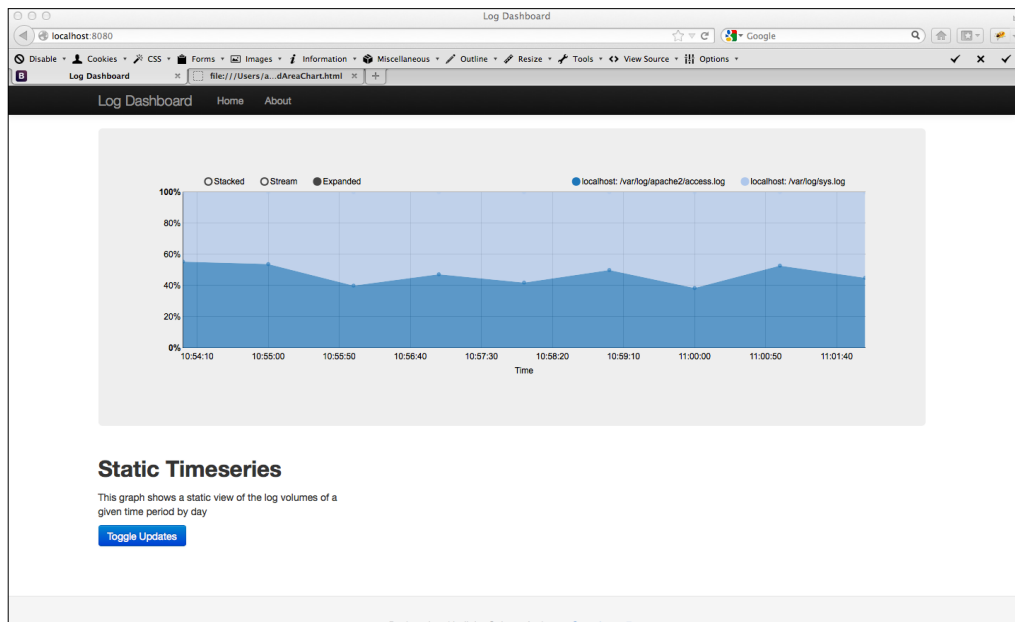 Log Dashboard
localhost:8080
Google
Disable Cookies CSS Forms Images Information Miscellaneous Outline Resize Tools View Source Options
B Log Dashboard file:///Users/a...dAreaChart.html
Log Dashboard Home About
Stacked Stream Expanded localhost: /var/log/apache2/access.log localhost: /var/log/sys.log
100%
80%
60%
40%
20%
0%
10:54:10 10:55:00 10:55:50 10:56:40 10:57:30 10:58:20 10:59:10 11:00:00 11:00:50 11:01:40
Time
Static Timeseries
This graph shows a static view of the log volumes of a
given time period by day
Toggle Updates